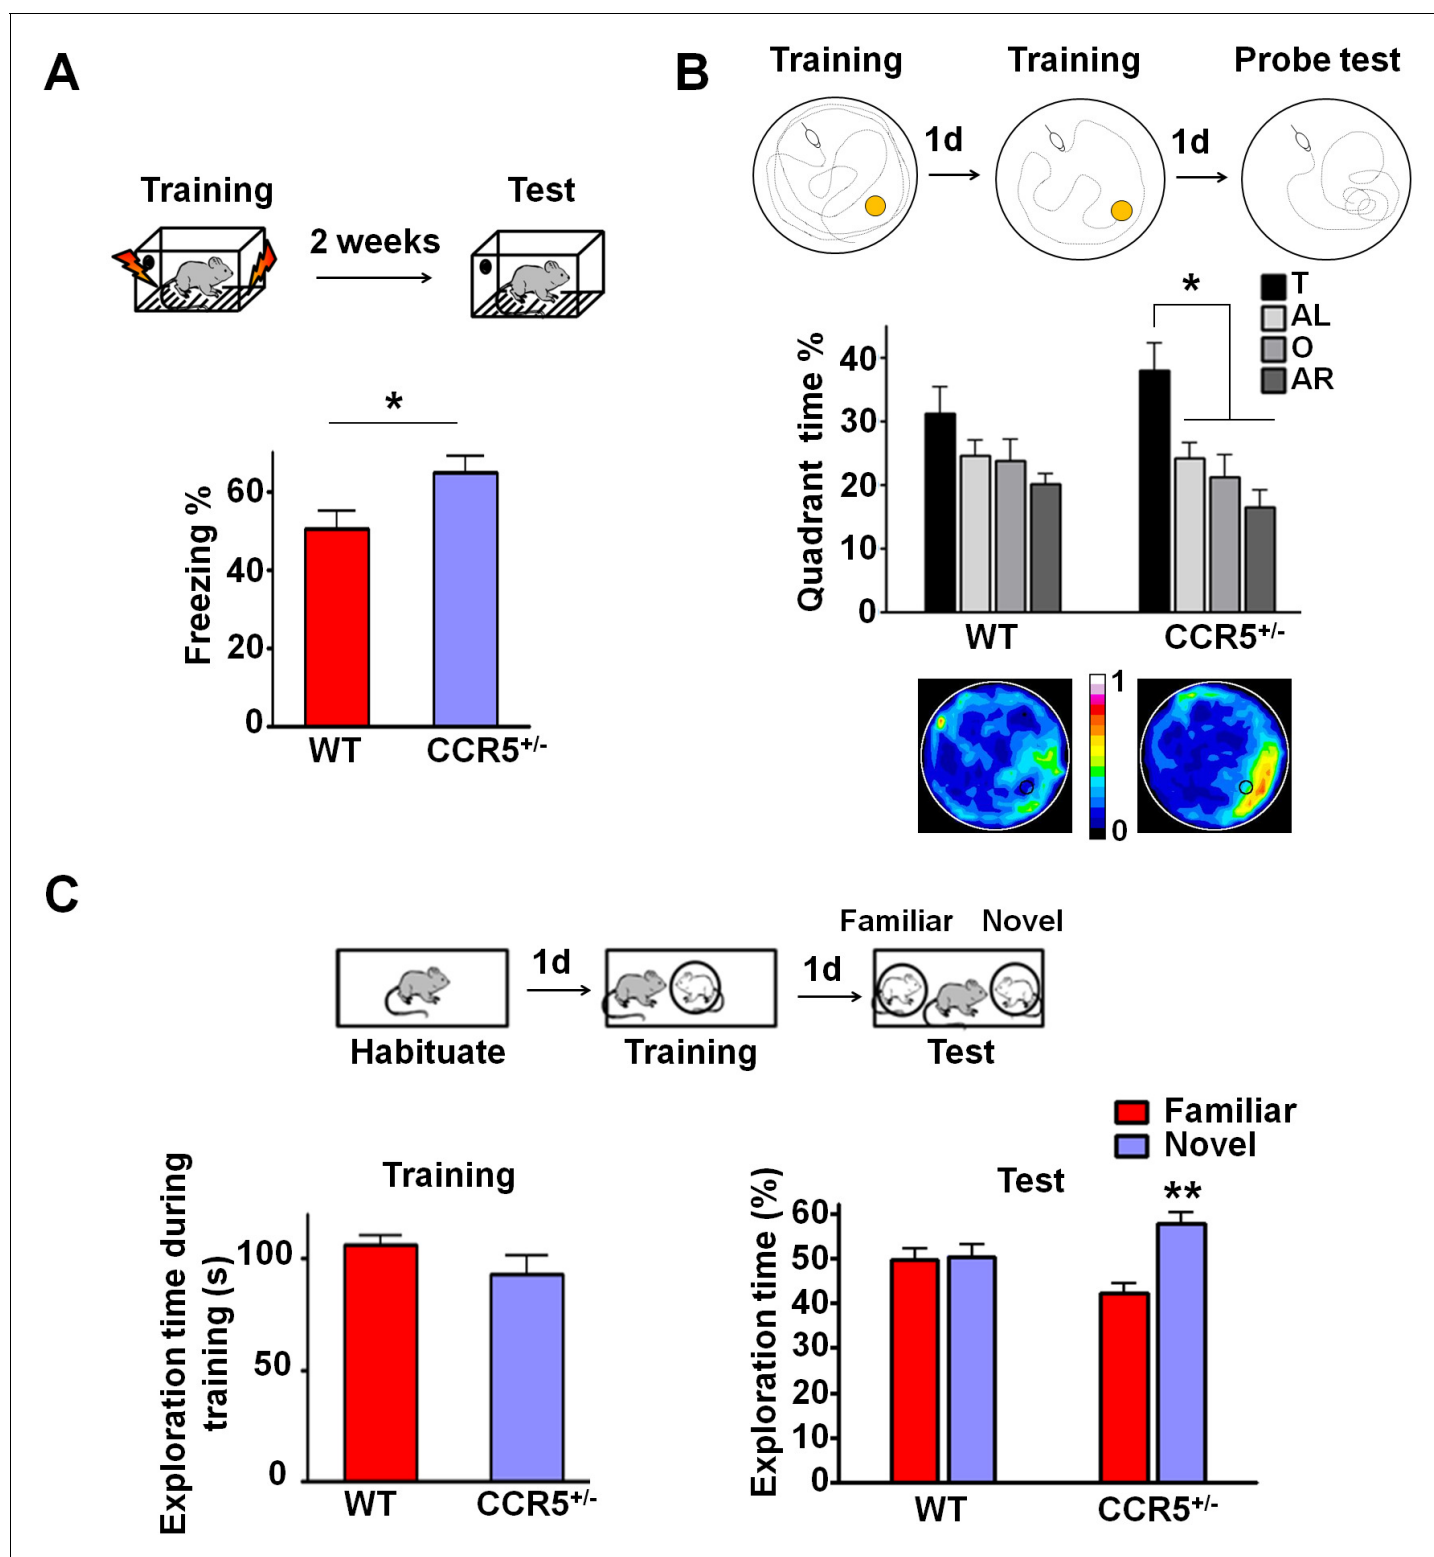 A
Training
2 weeks
Test
*
Freezing %
60
40
20
0
WT
CCR5+/-
B
Training
1d
Training
1d
Probe test
*
T
AL
O
AR
Quadrant time %
40
30
20
10
0
WT
CCR5+/-
1
0
C
Habituate
1d
Training
1d
Familiar Novel
Test
Training
Exploration time during
training (s)
100
50
0
WT
CCR5+/-
Familiar
Novel
Test
**
Exploration time (%)
60
50
40
30
20
10
0
WT
CCR5+/-